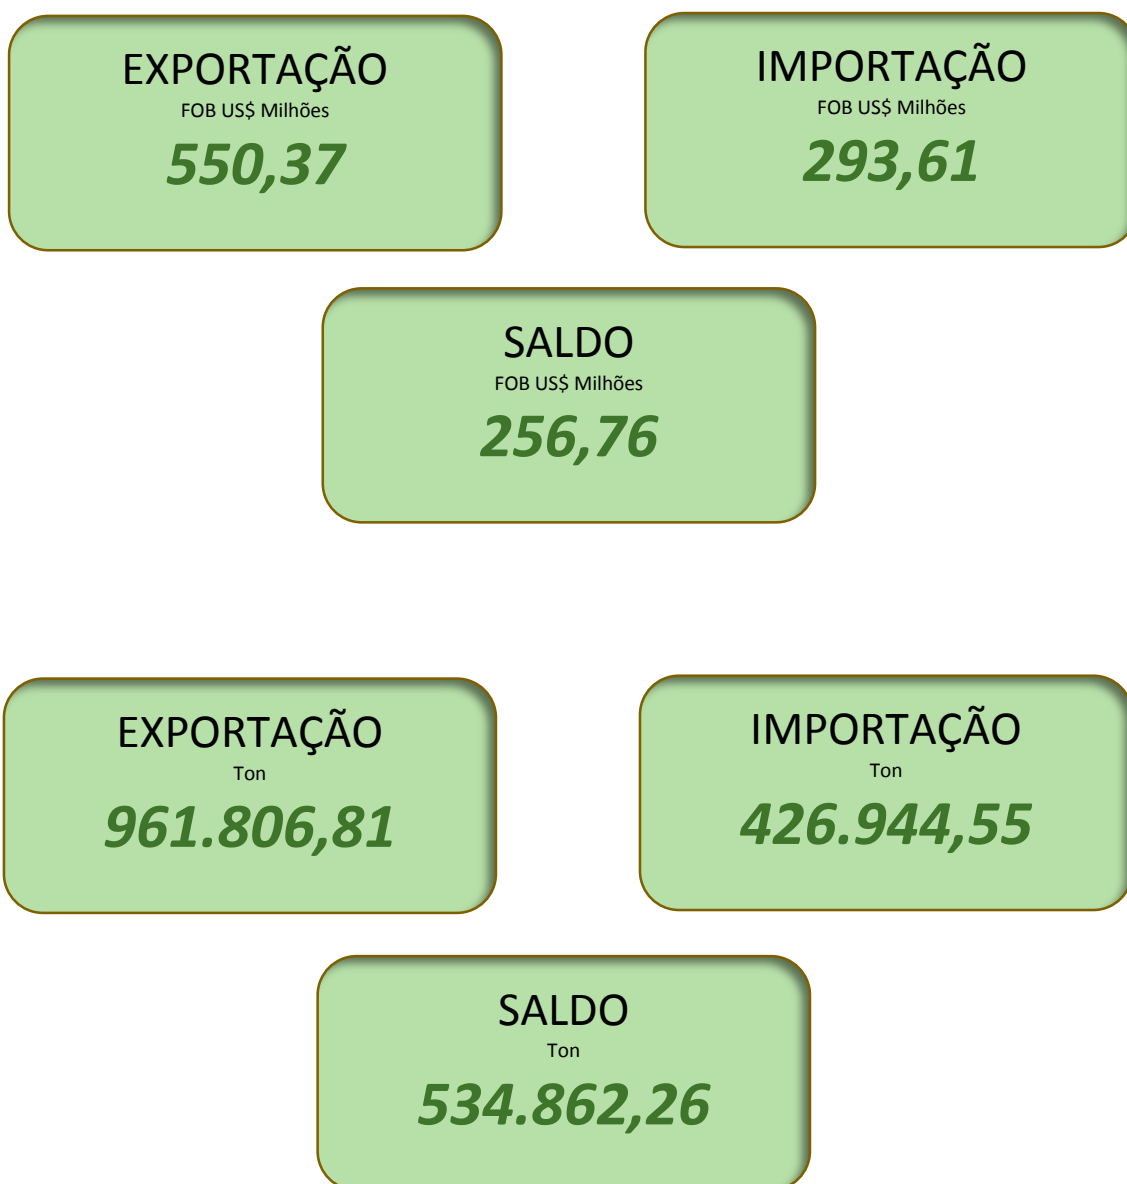 EXPORTAÇÃO
FOB US$ Milhões
550,37
IMPORTAÇÃO
FOB US$ Milhões
293,61
SALDO
FOB US$ Milhões
256,76
EXPORTAÇÃO
Ton
961.806,81
IMPORTAÇÃO
Ton
426.944,55
SALDO
Ton
534.862,26